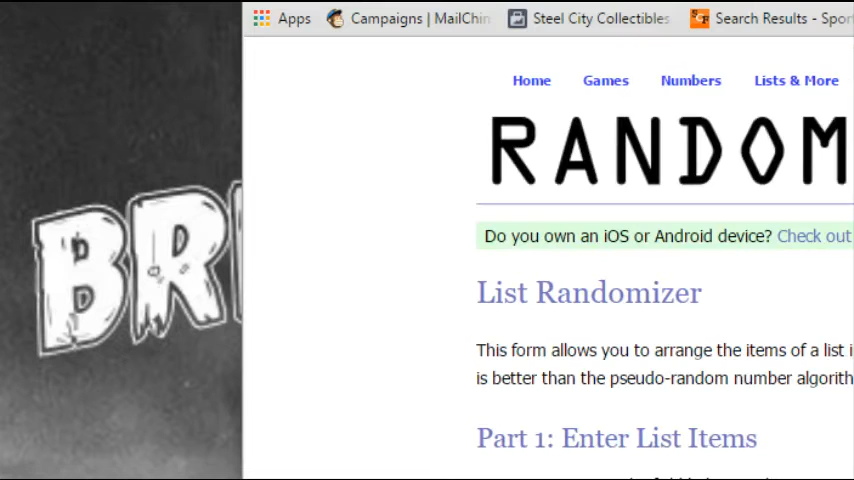 Apps Campaigns | MailChim Steel City Collectibles Search Results - Spor
Home Games Numbers Lists & More
RANDOM
Do you own an iOS or Android device? Check out
List Randomizer
This form allows you to arrange the items of a list i
is better than the pseudo-random number algorith
Part 1: Enter List Items
BR